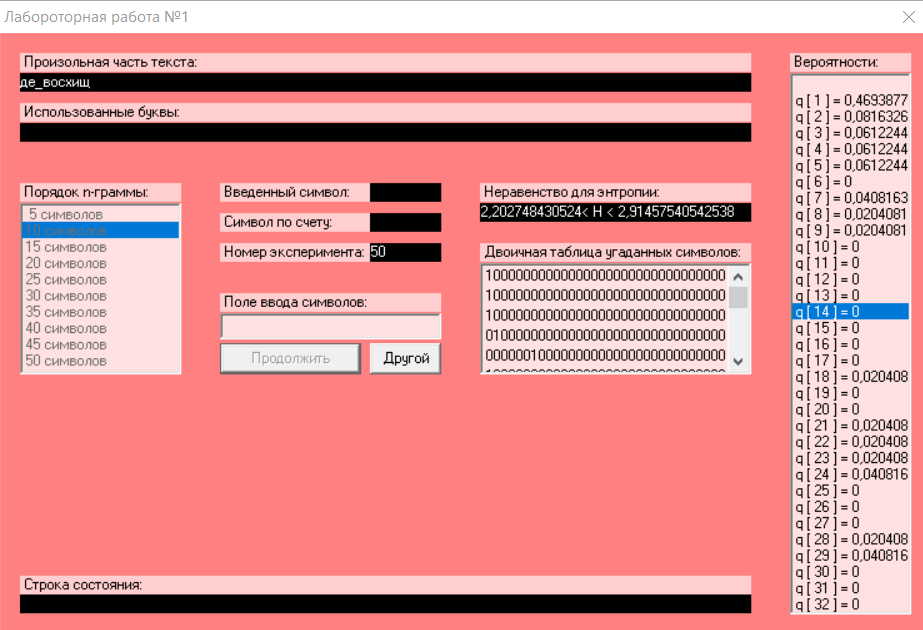 Лабороторная работа №1
Произольная часть текста:
де_восхищ
Использованные буквы:
Порядок n-граммы:
5 символов
10 символов
15 символов
20 символов
25 символов
30 символов
35 символов
40 символов
45 символов
50 символов
Введенный символ:
Символ по счету:
Номер эксперимента: 50
Поле ввода символов:
Продолжить
Другой
Неравенство для энтропии:
2,202748430524< H < 2,91457540542538
Двоичная таблица угаданных символов:
10000000000000000000000000000000
10000000000000000000000000000000
10000000000000000000000000000000
01000000000000000000000000000000
00000010000000000000000000000000
Вероятности:
q [ 1 ] = 0,4693877
q [ 2 ] = 0,0816326
q [ 3 ] = 0,0612244
q [ 4 ] = 0,0612244
q [ 5 ] = 0,0612244
q [ 6 ] = 0
q [ 7 ] = 0,0408163
q [ 8 ] = 0,0204081
q [ 9 ] = 0,0204081
q [ 10 ] = 0
q [ 11 ] = 0
q [ 12 ] = 0
q [ 13 ] = 0
q [ 14 ] = 0
q [ 15 ] = 0
q [ 16 ] = 0
q [ 17 ] = 0
q [ 18 ] = 0,020408
q [ 19 ] = 0
q [ 20 ] = 0
q [ 21 ] = 0,020408
q [ 22 ] = 0,020408
q [ 23 ] = 0,020408
q [ 24 ] = 0,040816
q [ 25 ] = 0
q [ 26 ] = 0
q [ 27 ] = 0
q [ 28 ] = 0,020408
q [ 29 ] = 0,040816
q [ 30 ] = 0
q [ 31 ] = 0
q [ 32 ] = 0
Строка состояния: